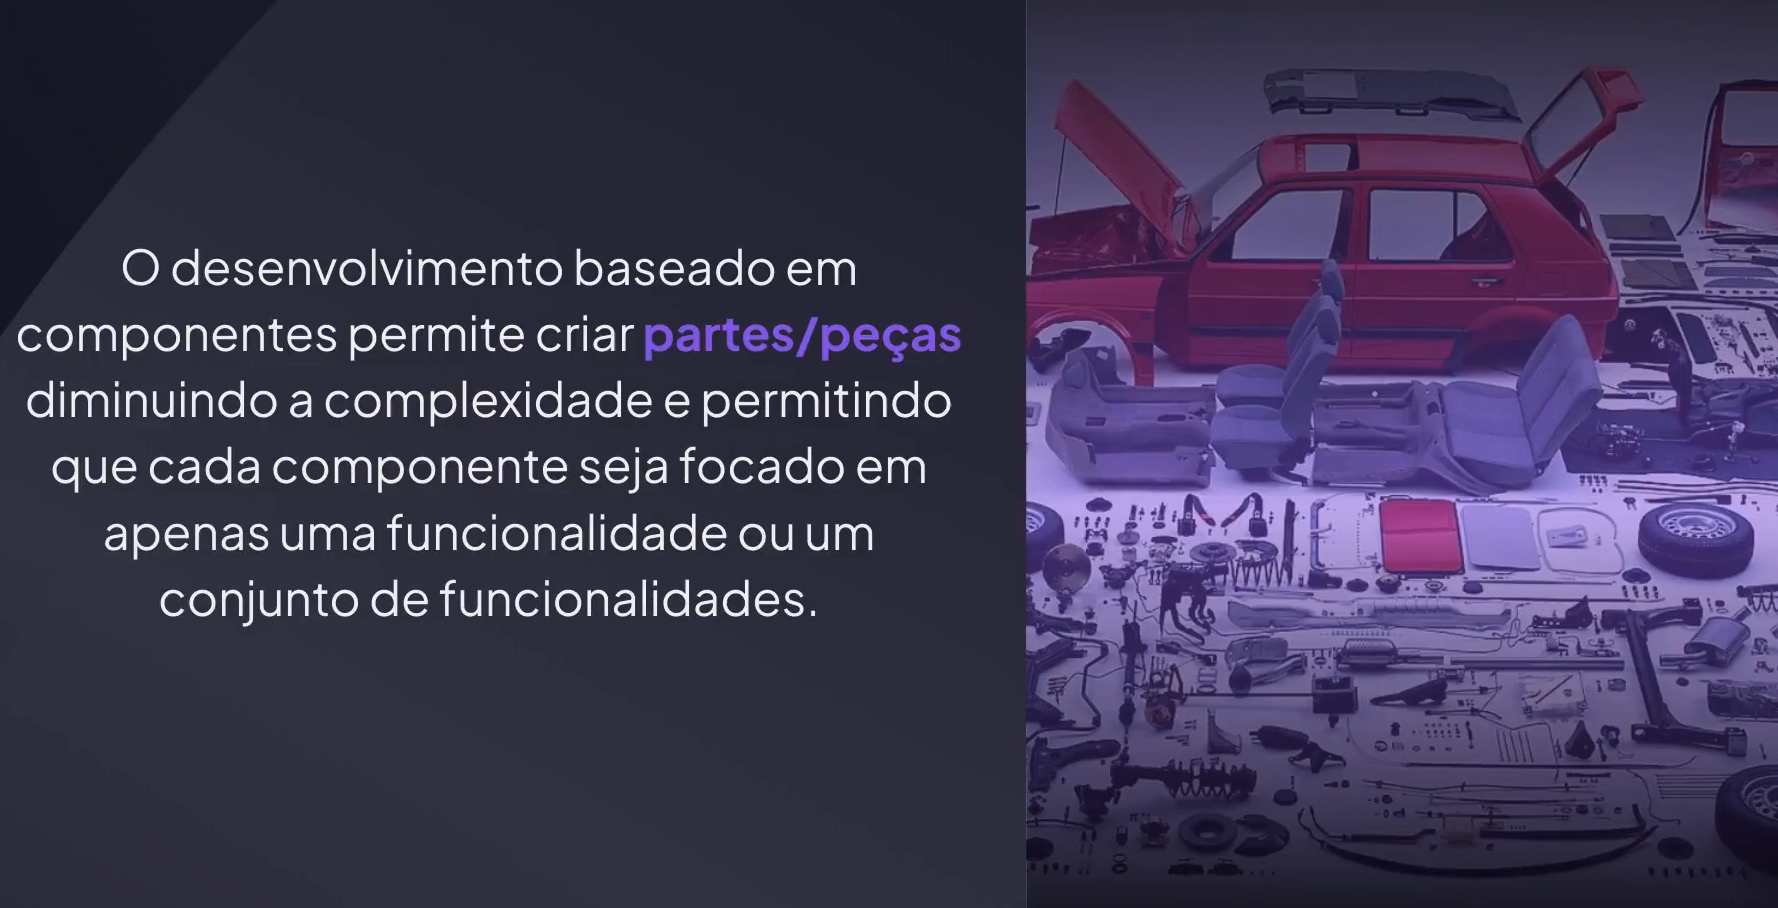 O desenvolvimento baseado em
componentes permite criar partes/peças
diminuindo a complexidade e permitindo
que cada componente seja focado em
apenas uma funcionalidade ou um
conjunto de funcionalidades.